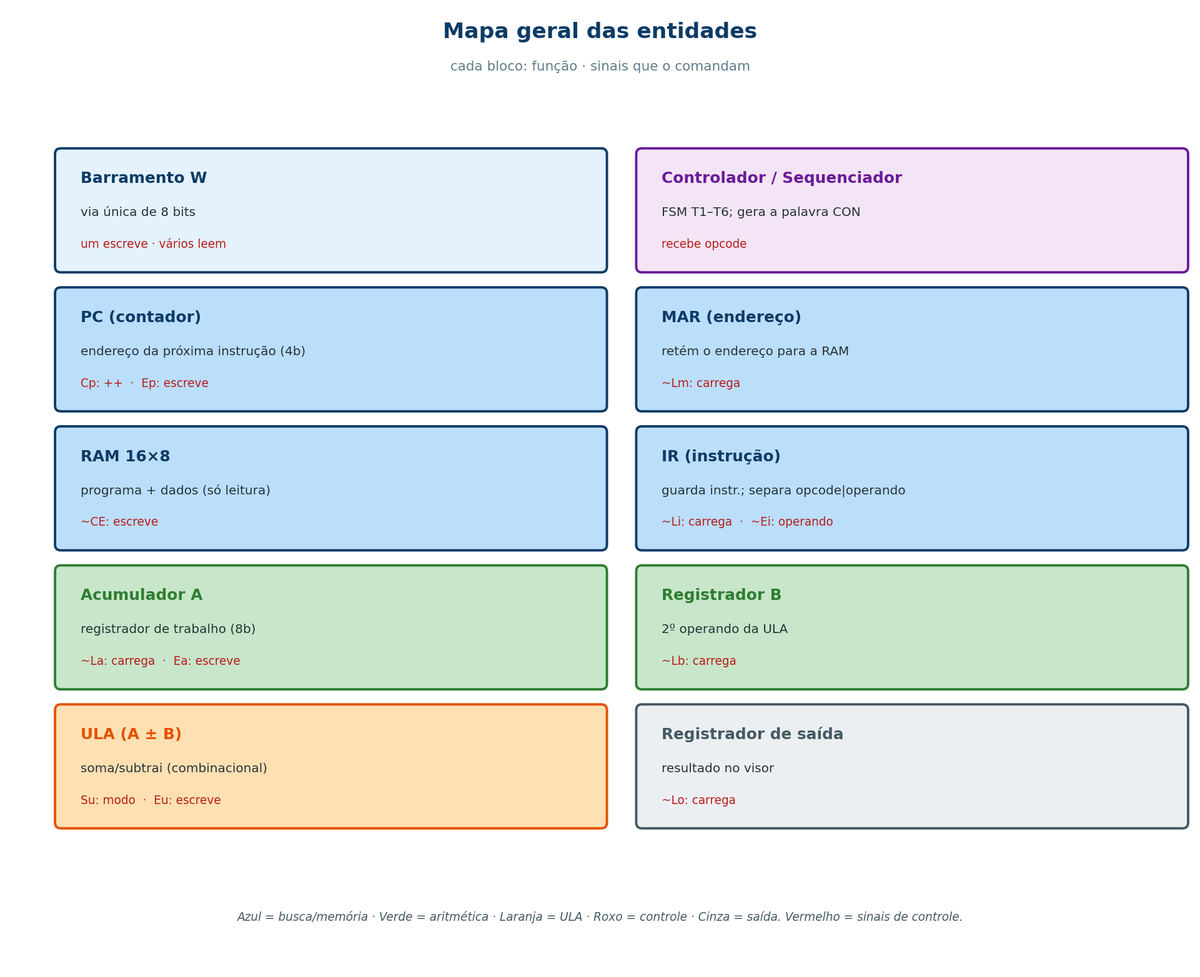 Mapa geral das entidades
cada bloco: função · sinais que o comandam
Barramento W
via única de 8 bits
um escreve · vários leem
Controlador / Sequenciador
FSM T1–T6; gera a palavra CON
recebe opcode
PC (contador)
endereço da próxima instrução (4b)
Cp: ++ · Ep: escreve
MAR (endereço)
retém o endereço para a RAM
~Lm: carrega
RAM 16×8
programa + dados (só leitura)
~CE: escreve
IR (instrução)
guarda instr.; separa opcode|operando
~Li: carrega · ~Ei: operando
Acumulador A
registrador de trabalho (8b)
~La: carrega · Ea: escreve
Registrador B
2º operando da ULA
~Lb: carrega
ULA (A ± B)
soma/subtrai (combinacional)
Su: modo · Eu: escreve
Registrador de saída
resultado no visor
~Lo: carrega
Azul = busca/memória · Verde = aritmética · Laranja = ULA · Roxo = controle · Cinza = saída. Vermelho = sinais de controle.